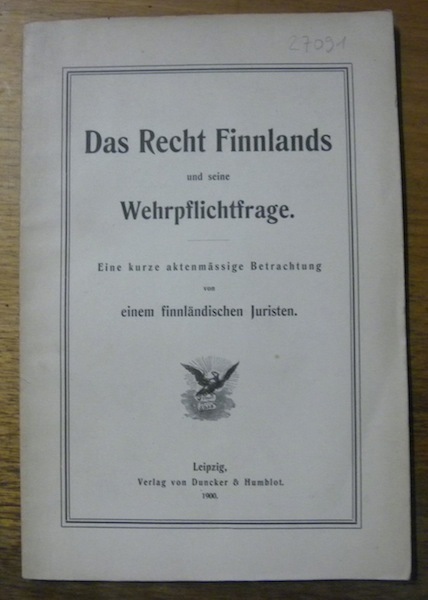 27091
Das Recht Finnlands
und seine
Wehrpflichtfrage.
Eine kurze aktenmässige Betrachtung
von
einem finnländischen Juristen.
Leipzig,
Verlag von Duncker & Humblot.
1900.